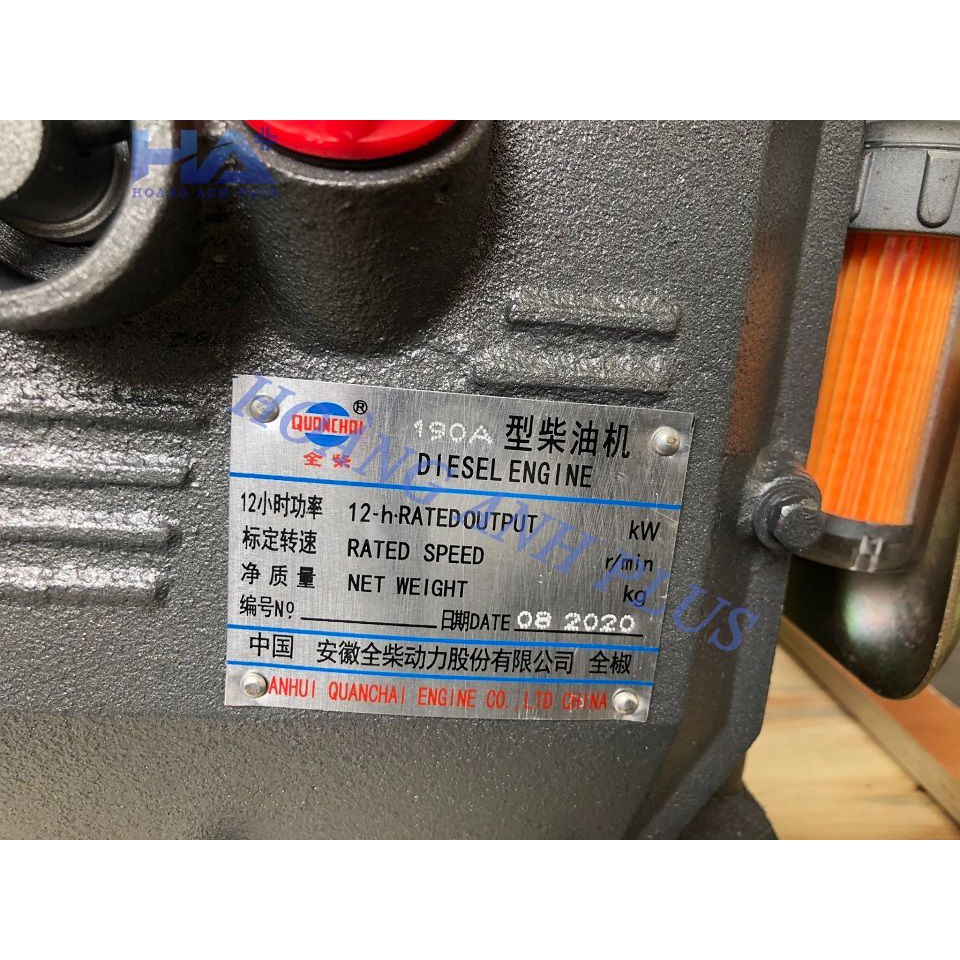 HA+
HOANG ANH PLUS
QUANCHAI ®
全柴
190A 型柴油机
DIESEL ENGINE
12小时功率 12-h·RATED OUTPUT kW
标定转速 RATED SPEED r/min
净质量 NET WEIGHT kg
编号Nº 日期DATE 08 2020
中国 安徽全柴动力股份有限公司 全椒
ANHUI QUANCHAI ENGINE CO.,LTD CHINA
HOÀNG ANH PLUS